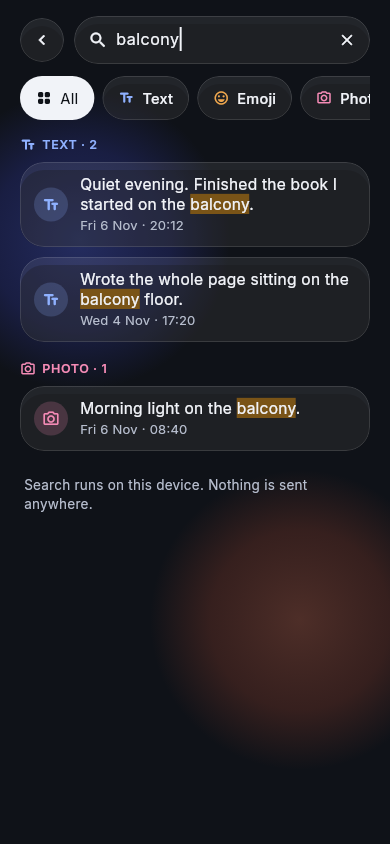 balcony
All
Text
Emoji
Phot
TEXT · 2
Quiet evening. Finished the book I
started on the balcony.
Fri 6 Nov · 20:12
Wrote the whole page sitting on the
balcony floor.
Wed 4 Nov · 17:20
PHOTO · 1
Morning light on the balcony.
Fri 6 Nov · 08:40
Search runs on this device. Nothing is sent
anywhere.